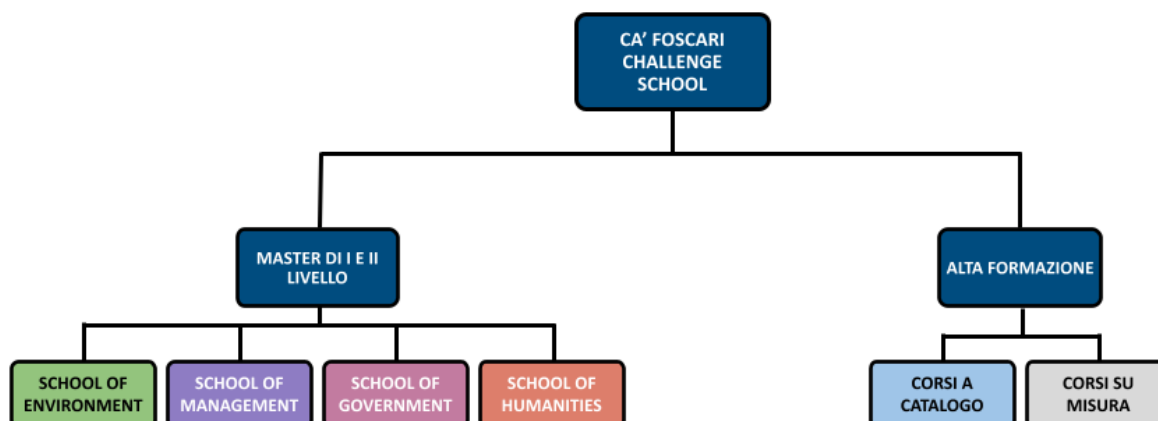 CA' FOSCARI
CHALLENGE
SCHOOL
MASTER DI I E II
LIVELLO
ALTA FORMAZIONE
SCHOOL OF
ENVIRONMENT
SCHOOL OF
MANAGEMENT
SCHOOL OF
GOVERNMENT
SCHOOL OF
HUMANITIES
CORSI A
CATALOGO
CORSI SU
MISURA